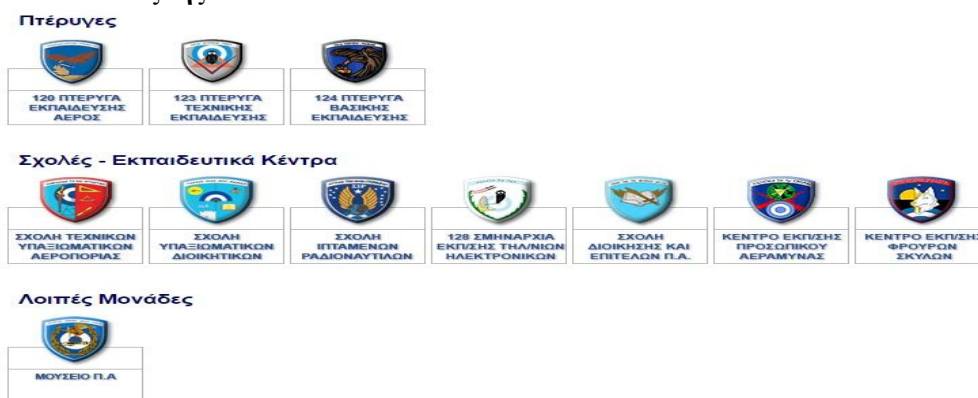 Πτέρυγες
120 ΠΤΕΡΥΓΑ
ΕΚΠΑΙΔΕΥΣΗΣ
ΑΕΡΟΣ
123 ΠΤΕΡΥΓΑ
ΤΕΧΝΙΚΗΣ
ΕΚΠΑΙΔΕΥΣΗΣ
124 ΠΤΕΡΥΓΑ
ΒΑΣΙΚΗΣ
ΕΚΠΑΙΔΕΥΣΗΣ
Σχολές - Εκπαιδευτικά Κέντρα
ΣΧΟΛΗ ΤΕΧΝΙΚΩΝ
ΥΠΑΞΙΩΜΑΤΙΚΩΝ
ΑΕΡΟΠΟΡΙΑΣ
ΣΧΟΛΗ
ΥΠΑΞΙΩΜΑΤΙΚΩΝ
ΔΙΟΙΚΗΤΙΚΩΝ
ΣΧΟΛΗ
ΙΠΤΑΜΕΝΩΝ
ΡΑΔΙΟΝΑΥΤΙΛΩΝ
128 ΣΜΗΝΑΡΧΙΑ
ΕΚΠ/ΣΗΣ ΤΗΛ/ΝΙΩΝ
ΗΛΕΚΤΡΟΝΙΚΩΝ
ΣΧΟΛΗ
ΔΙΟΙΚΗΣΗΣ ΚΑΙ
ΕΠΙΤΕΛΩΝ Π.Α.
ΚΕΝΤΡΟ ΕΚΠ/ΣΗΣ
ΠΡΟΣΩΠΙΚΟΥ
ΑΕΡΑΜΥΝΑΣ
ΚΕΝΤΡΟ ΕΚΠ/ΣΗΣ
ΦΡΟΥΡΩΝ
ΣΚΥΛΩΝ
Λοιπές Μονάδες
ΜΟΥΣΕΙΟ Π.Α